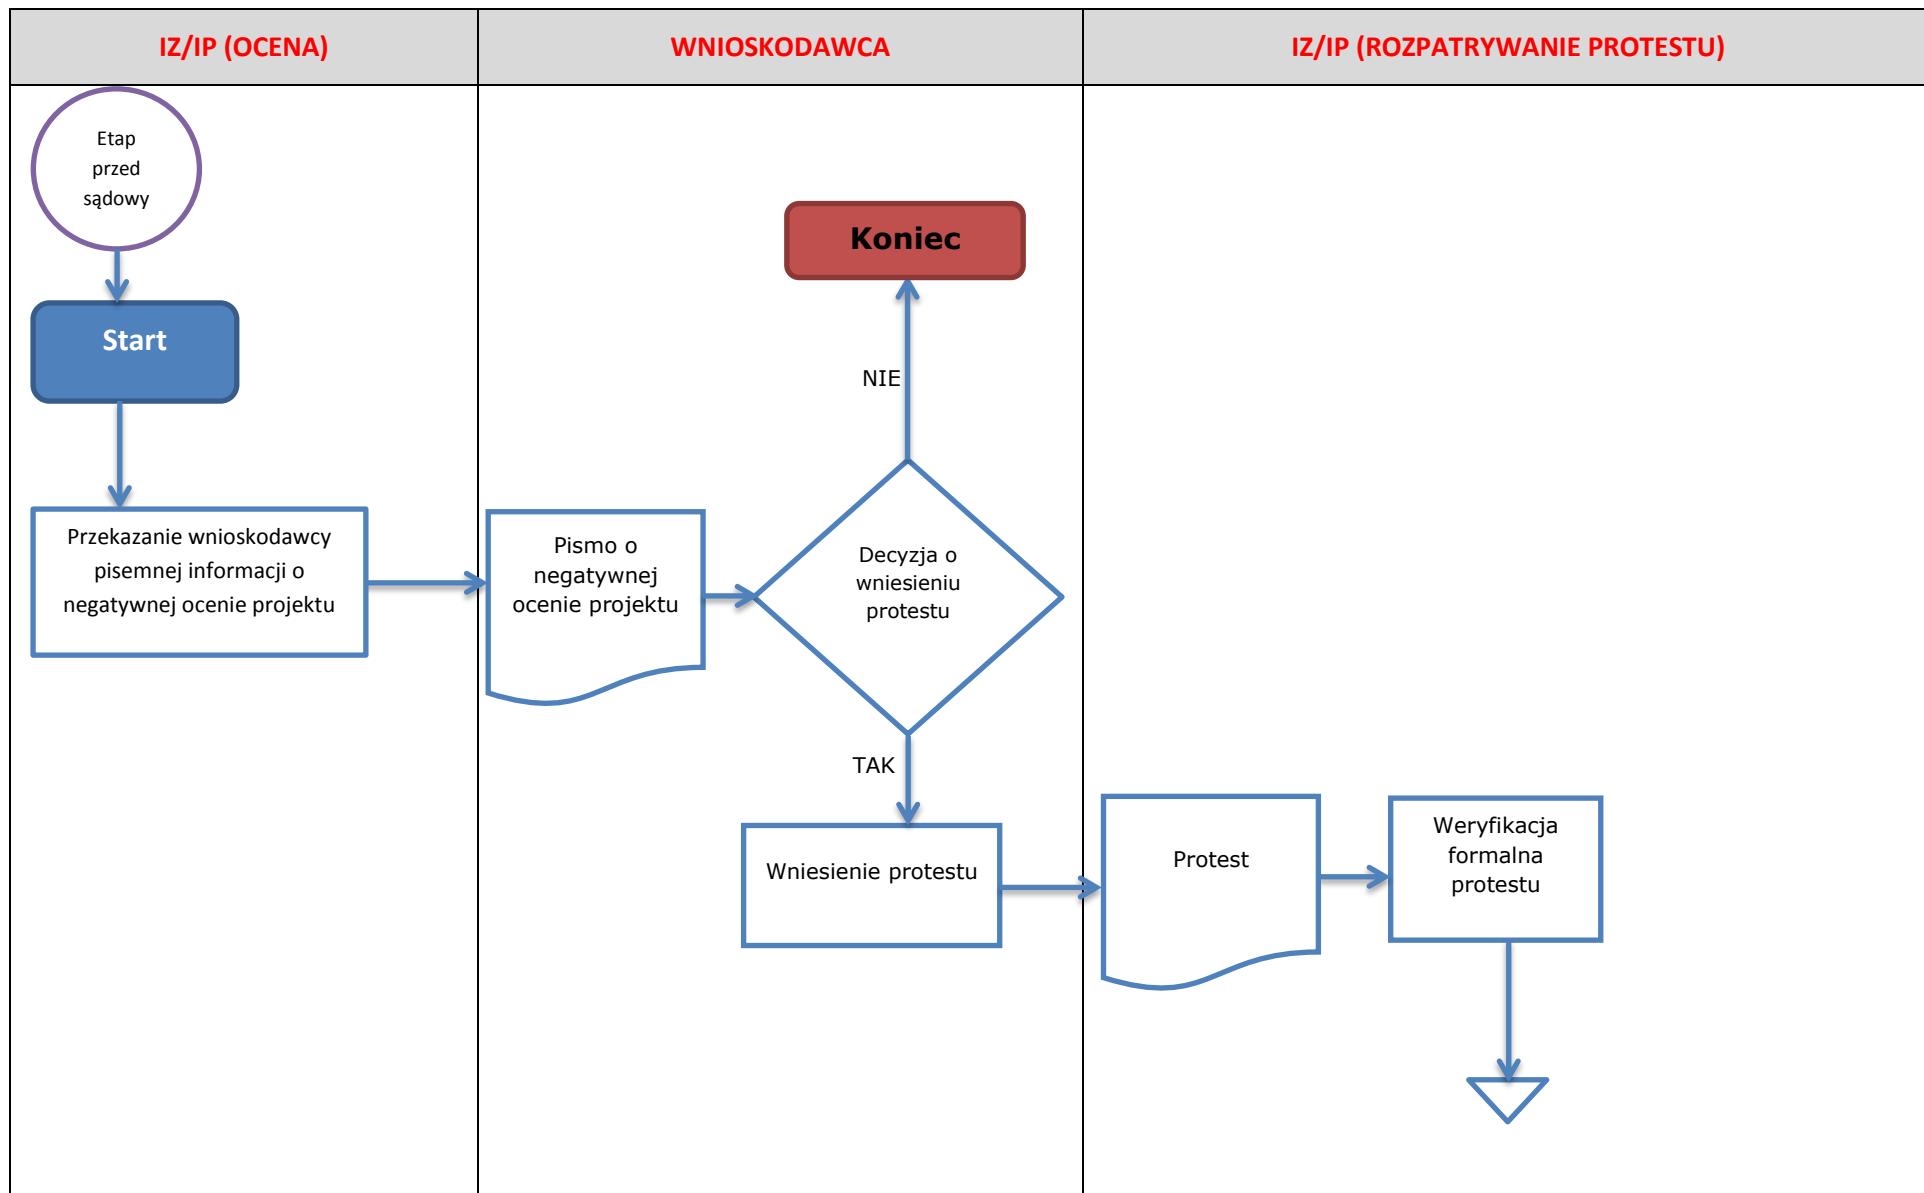 IZ/IP (OCENA)
WNIOSKODAWCA
IZ/IP (ROZPATRYWANIE PROTESTU)
Etap
przed
sądowy
Start
Przekazanie wnioskodawcy
pisemnej informacji o
negatywnej ocenie projektu
Pismo o
negatywnej
ocenie projektu
Koniec
NIE
Decyzja o
wniesieniu
protestu
TAK
Wniesienie protestu
Protest
Weryfikacja
formalna
protestu